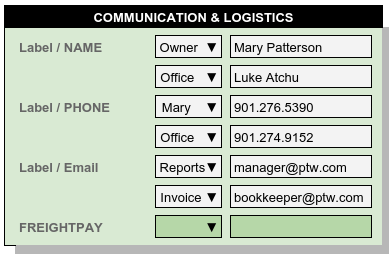 COMMUNICATION & LOGISTICS
Label / NAME Owner ▼ Mary Patterson
Office ▼ Luke Atchu
Label / PHONE Mary ▼ 901.276.5390
Office ▼ 901.274.9152
Label / Email Reports ▼ manager@ptw.com
Invoice ▼ bookkeeper@ptw.com
FREIGHTPAY ▼